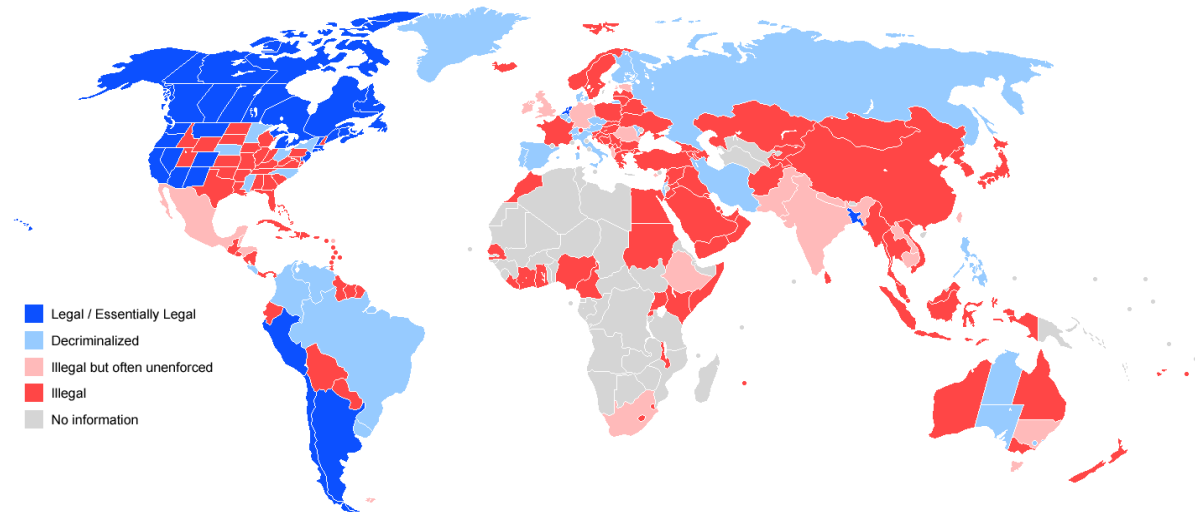 Legal / Essentially Legal
Decriminalized
Illegal but often unenforced
Illegal
No information